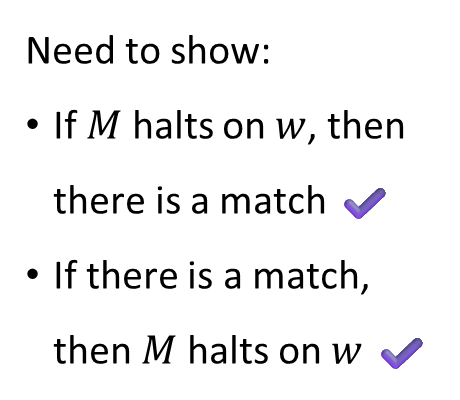 Need to show:
• If M halts on w, then
there is a match ✔
• If there is a match,
then M halts on w ✔